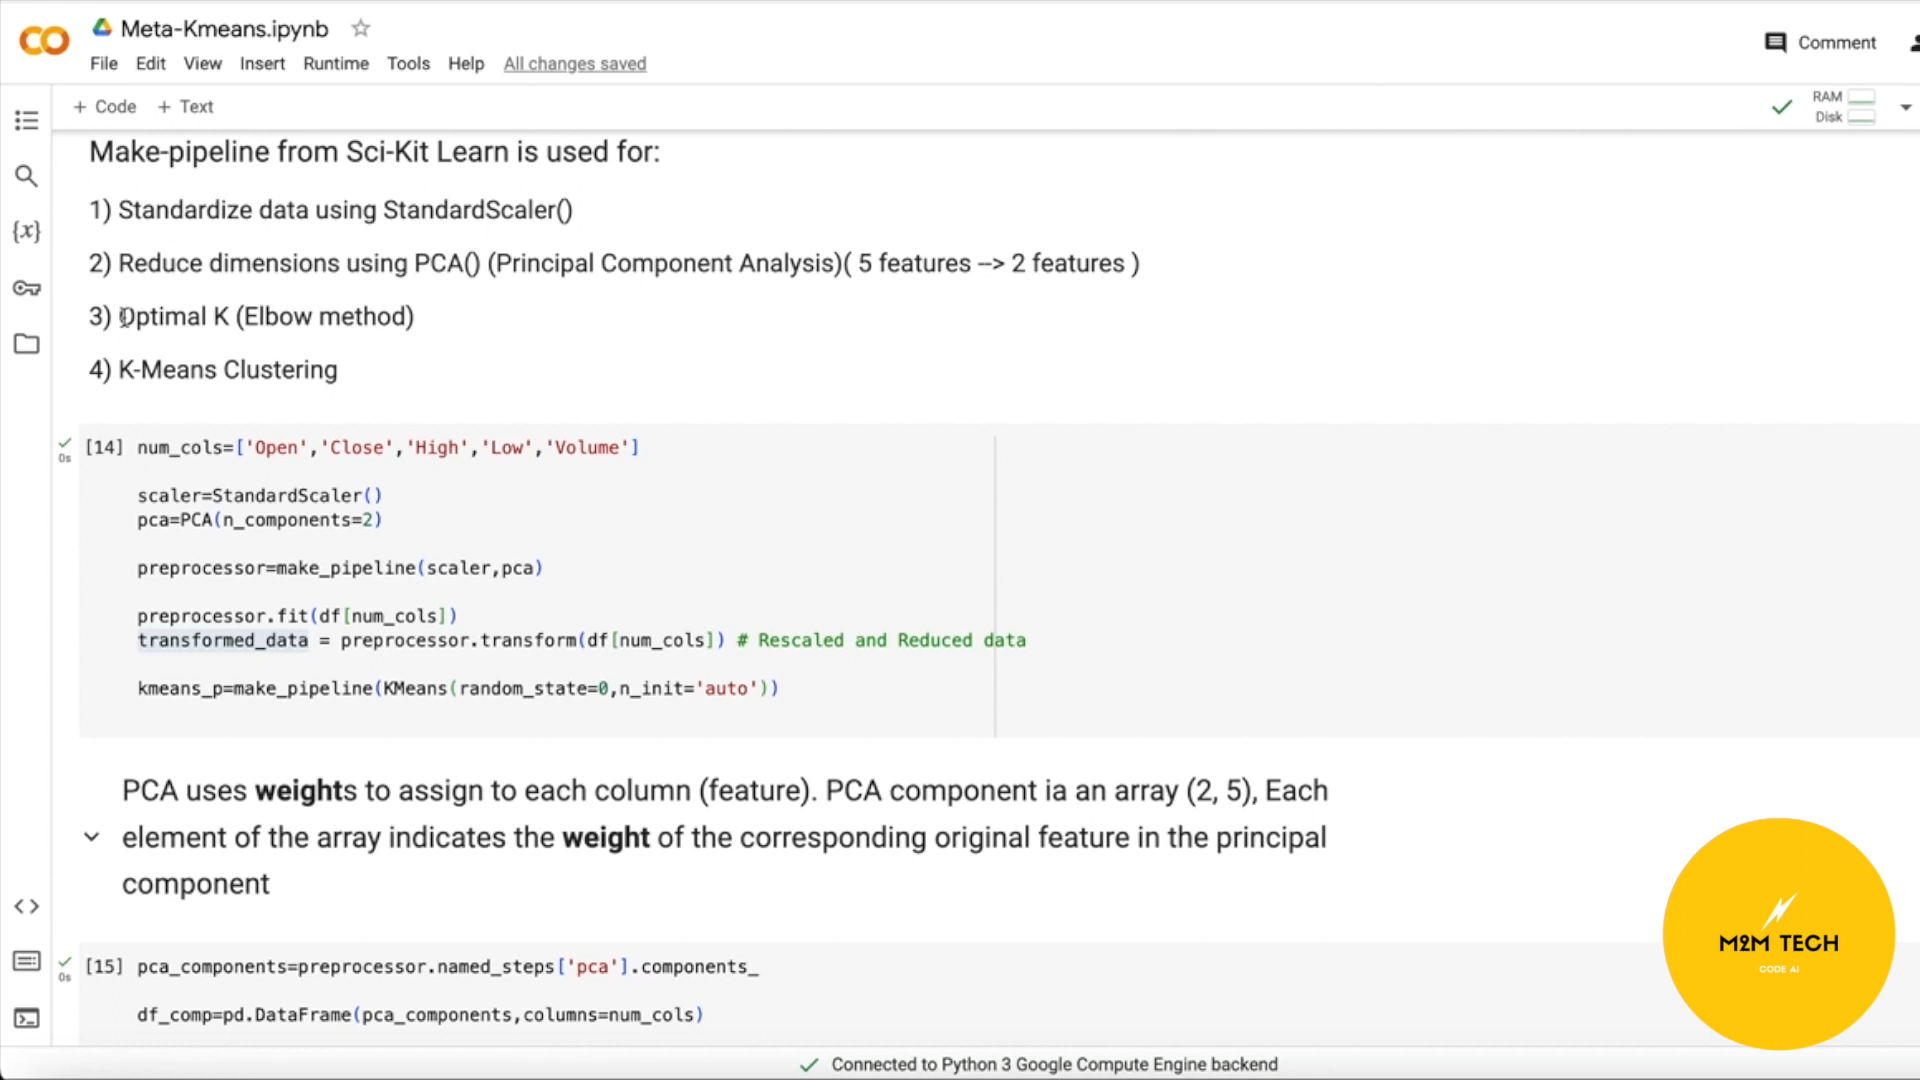 Meta-Kmeans.ipynb
Comment
File Edit View Insert Runtime Tools Help All changes saved
+ Code + Text
RAM
Disk
Make-pipeline from Sci-Kit Learn is used for:
1) Standardize data using StandardScaler()
2) Reduce dimensions using PCA() (Principal Component Analysis)( 5 features --> 2 features )
3) Optimal K (Elbow method)
4) K-Means Clustering
[14] num_cols=['Open','Close','High','Low','Volume']
0s
scaler=StandardScaler()
pca=PCA(n_components=2)
preprocessor=make_pipeline(scaler,pca)
preprocessor.fit(df[num_cols])
transformed_data = preprocessor.transform(df[num_cols]) # Rescaled and Reduced data
kmeans_p=make_pipeline(KMeans(random_state=0,n_init='auto'))
PCA uses weights to assign to each column (feature). PCA component ia an array (2, 5), Each
element of the array indicates the weight of the corresponding original feature in the principal
component
[15] pca_components=preprocessor.named_steps['pca'].components_
0s
df_comp=pd.DataFrame(pca_components,columns=num_cols)
M2M TECH
CODE AI
Connected to Python 3 Google Compute Engine backend